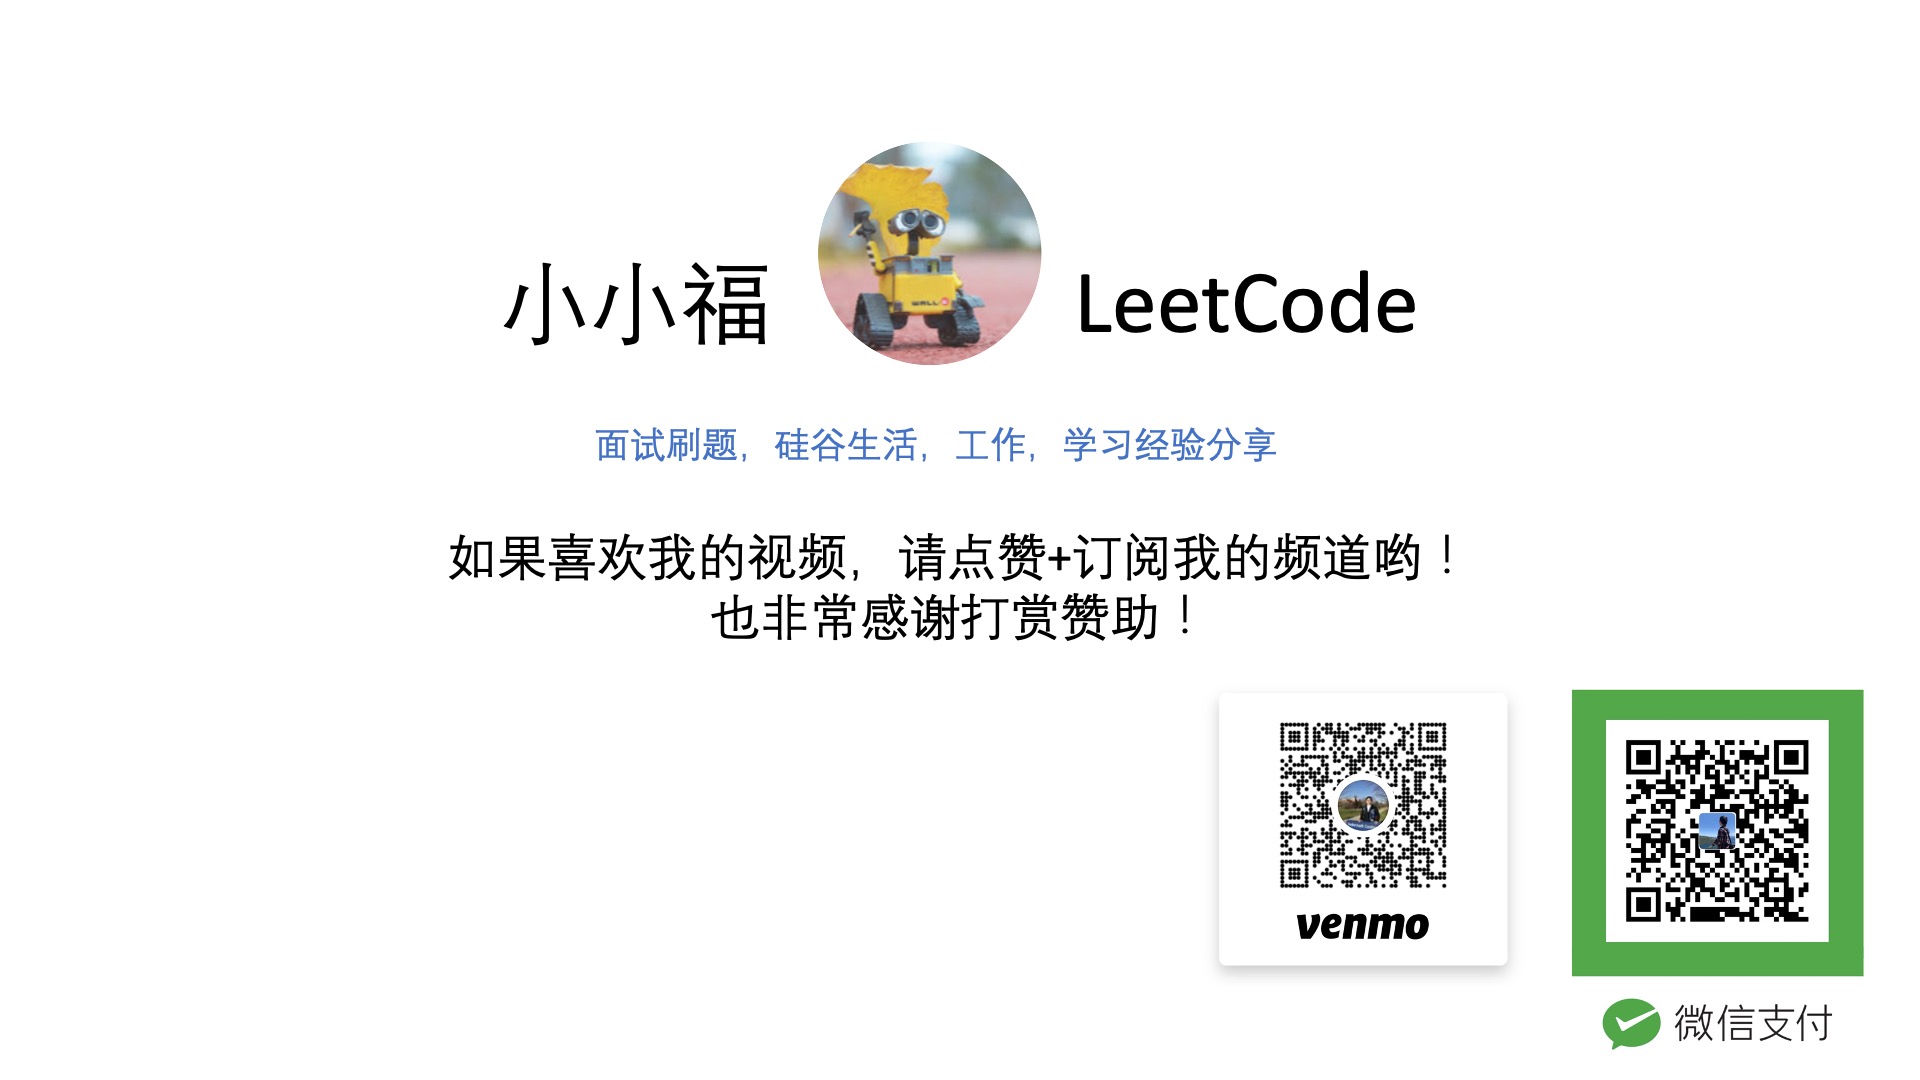 小小福 LeetCode
面试刷题，硅谷生活，工作，学习经验分享
如果喜欢我的视频，请点赞+订阅我的频道哟！
也非常感谢打赏赞助！
WALL
venmo
微信支付